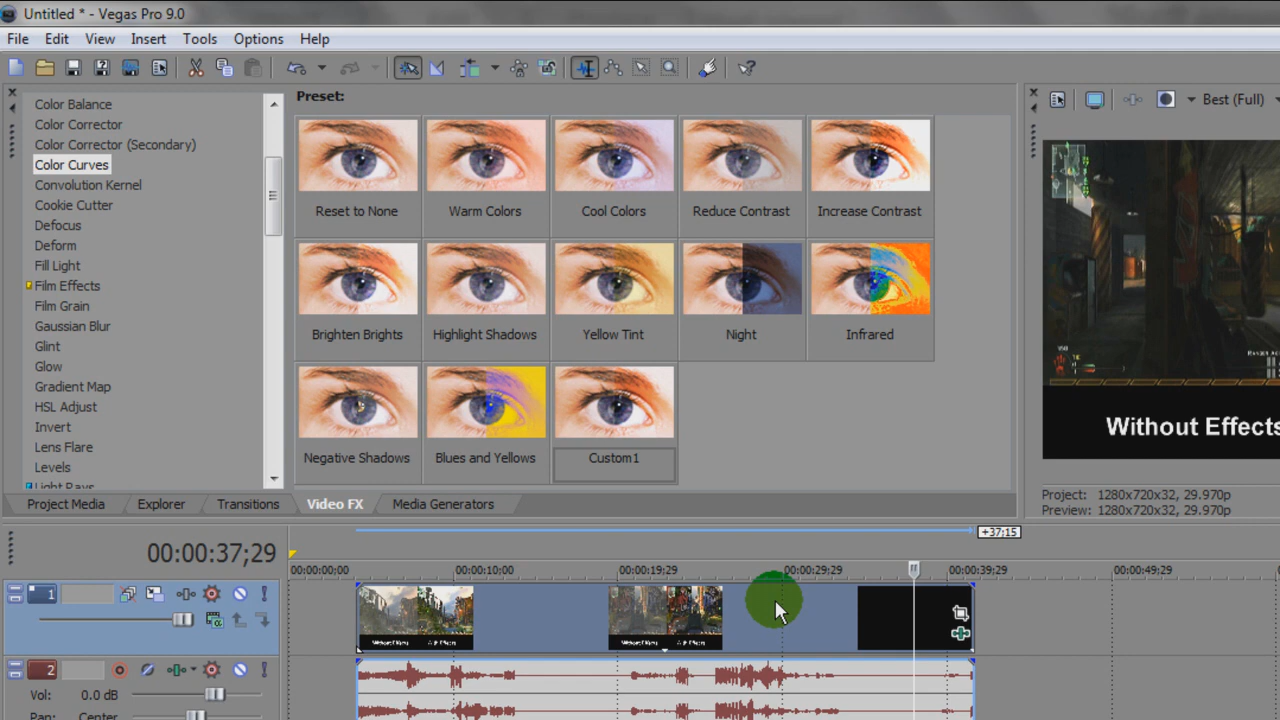 Untitled * - Vegas Pro 9.0
File Edit View Insert Tools Options Help
Preset:
Best (Full)
Color Balance
Color Corrector
Color Corrector (Secondary)
Color Curves
Convolution Kernel
Cookie Cutter
Defocus
Deform
Fill Light
Film Effects
Film Grain
Gaussian Blur
Glint
Glow
Gradient Map
HSL Adjust
Invert
Lens Flare
Levels
Light Rays
Reset to None
Warm Colors
Cool Colors
Reduce Contrast
Increase Contrast
Brighten Brights
Highlight Shadows
Yellow Tint
Night
Infrared
Negative Shadows
Blues and Yellows
Custom1
Without Effects
Project: 1280x720x32, 29.970p
Preview: 1280x720x32, 29.970p
Project Media Explorer Transitions Video FX Media Generators
+37;15
00:00:37;29
00:00:00;00 00:00:10;00 00:00:19;29 00:00:29;29 00:00:39;29 00:00:49;29
1
2
Vol: 0.0 dB
Pan: Center